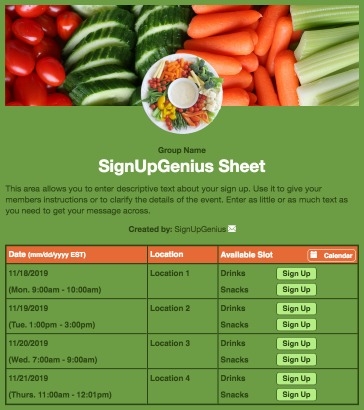 Group Name
SignUpGenius Sheet
This area allows you to enter descriptive text about your sign up. Use it to give your
members instructions or to clarify the details of the event. Enter as little or as much text as
you need to get your message across.
Created by: SignUpGenius
Date (mm/dd/yyyy EST) Location Available Slot Calendar
11/18/2019 Location 1 Drinks Sign Up
(Mon. 9:00am - 10:00am) Snacks Sign Up
11/19/2019 Location 2 Drinks Sign Up
(Tue. 1:00pm - 3:00pm) Snacks Sign Up
11/20/2019 Location 3 Drinks Sign Up
(Wed. 7:00am - 9:00am) Snacks Sign Up
11/21/2019 Location 4 Drinks Sign Up
(Thurs. 11:00am - 12:01pm) Snacks Sign Up